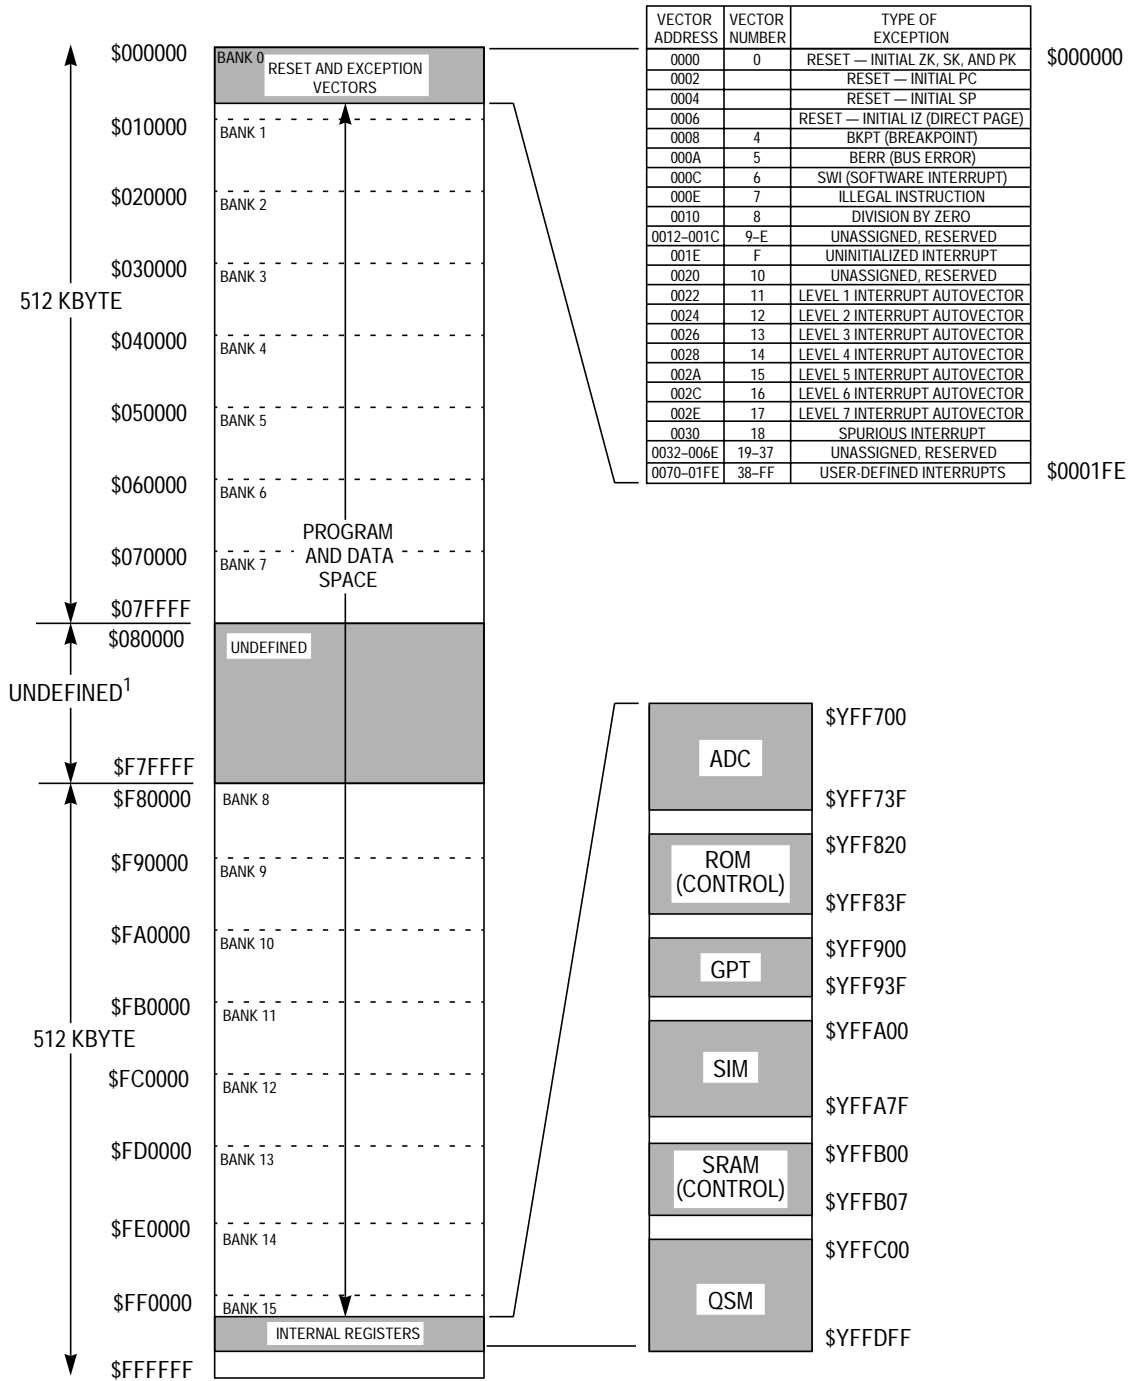 VECTOR ADDRESS VECTOR NUMBER TYPE OF EXCEPTION
0000 0 RESET — INITIAL ZK, SK, AND PK
0002 RESET — INITIAL PC
0004 RESET — INITIAL SP
0006 RESET — INITIAL IZ (DIRECT PAGE)
0008 4 BKPT (BREAKPOINT)
000A 5 BERR (BUS ERROR)
000C 6 SWI (SOFTWARE INTERRUPT)
000E 7 ILLEGAL INSTRUCTION
0010 8 DIVISION BY ZERO
0012–001C 9–E UNASSIGNED, RESERVED
001E F UNINITIALIZED INTERRUPT
0020 10 UNASSIGNED, RESERVED
0022 11 LEVEL 1 INTERRUPT AUTOVECTOR
0024 12 LEVEL 2 INTERRUPT AUTOVECTOR
0026 13 LEVEL 3 INTERRUPT AUTOVECTOR
0028 14 LEVEL 4 INTERRUPT AUTOVECTOR
002A 15 LEVEL 5 INTERRUPT AUTOVECTOR
002C 16 LEVEL 6 INTERRUPT AUTOVECTOR
002E 17 LEVEL 7 INTERRUPT AUTOVECTOR
0030 18 SPURIOUS INTERRUPT
0032–006E 19–37 UNASSIGNED, RESERVED
0070–01FE 38–FF USER-DEFINED INTERRUPTS
$000000
$0001FE
$000000
BANK 0
RESET AND EXCEPTION
VECTORS
$010000
BANK 1
$020000
BANK 2
$030000
BANK 3
512 KBYTE
$040000
BANK 4
$050000
BANK 5
$060000
BANK 6
PROGRAM
AND DATA
SPACE
$070000
BANK 7
$07FFFF
$080000
UNDEFINED
UNDEFINED1
$F7FFFF
$F80000
BANK 8
$F90000
BANK 9
$FA0000
BANK 10
$FB0000
BANK 11
512 KBYTE
$FC0000
BANK 12
$FD0000
BANK 13
$FE0000
BANK 14
$FF0000
BANK 15
INTERNAL REGISTERS
$FFFFFF
$YFF700
ADC
$YFF73F
$YFF820
ROM
(CONTROL)
$YFF83F
$YFF900
GPT
$YFF93F
$YFFA00
SIM
$YFFA7F
$YFFB00
SRAM
(CONTROL)
$YFFB07
$YFFC00
QSM
$YFFDFF